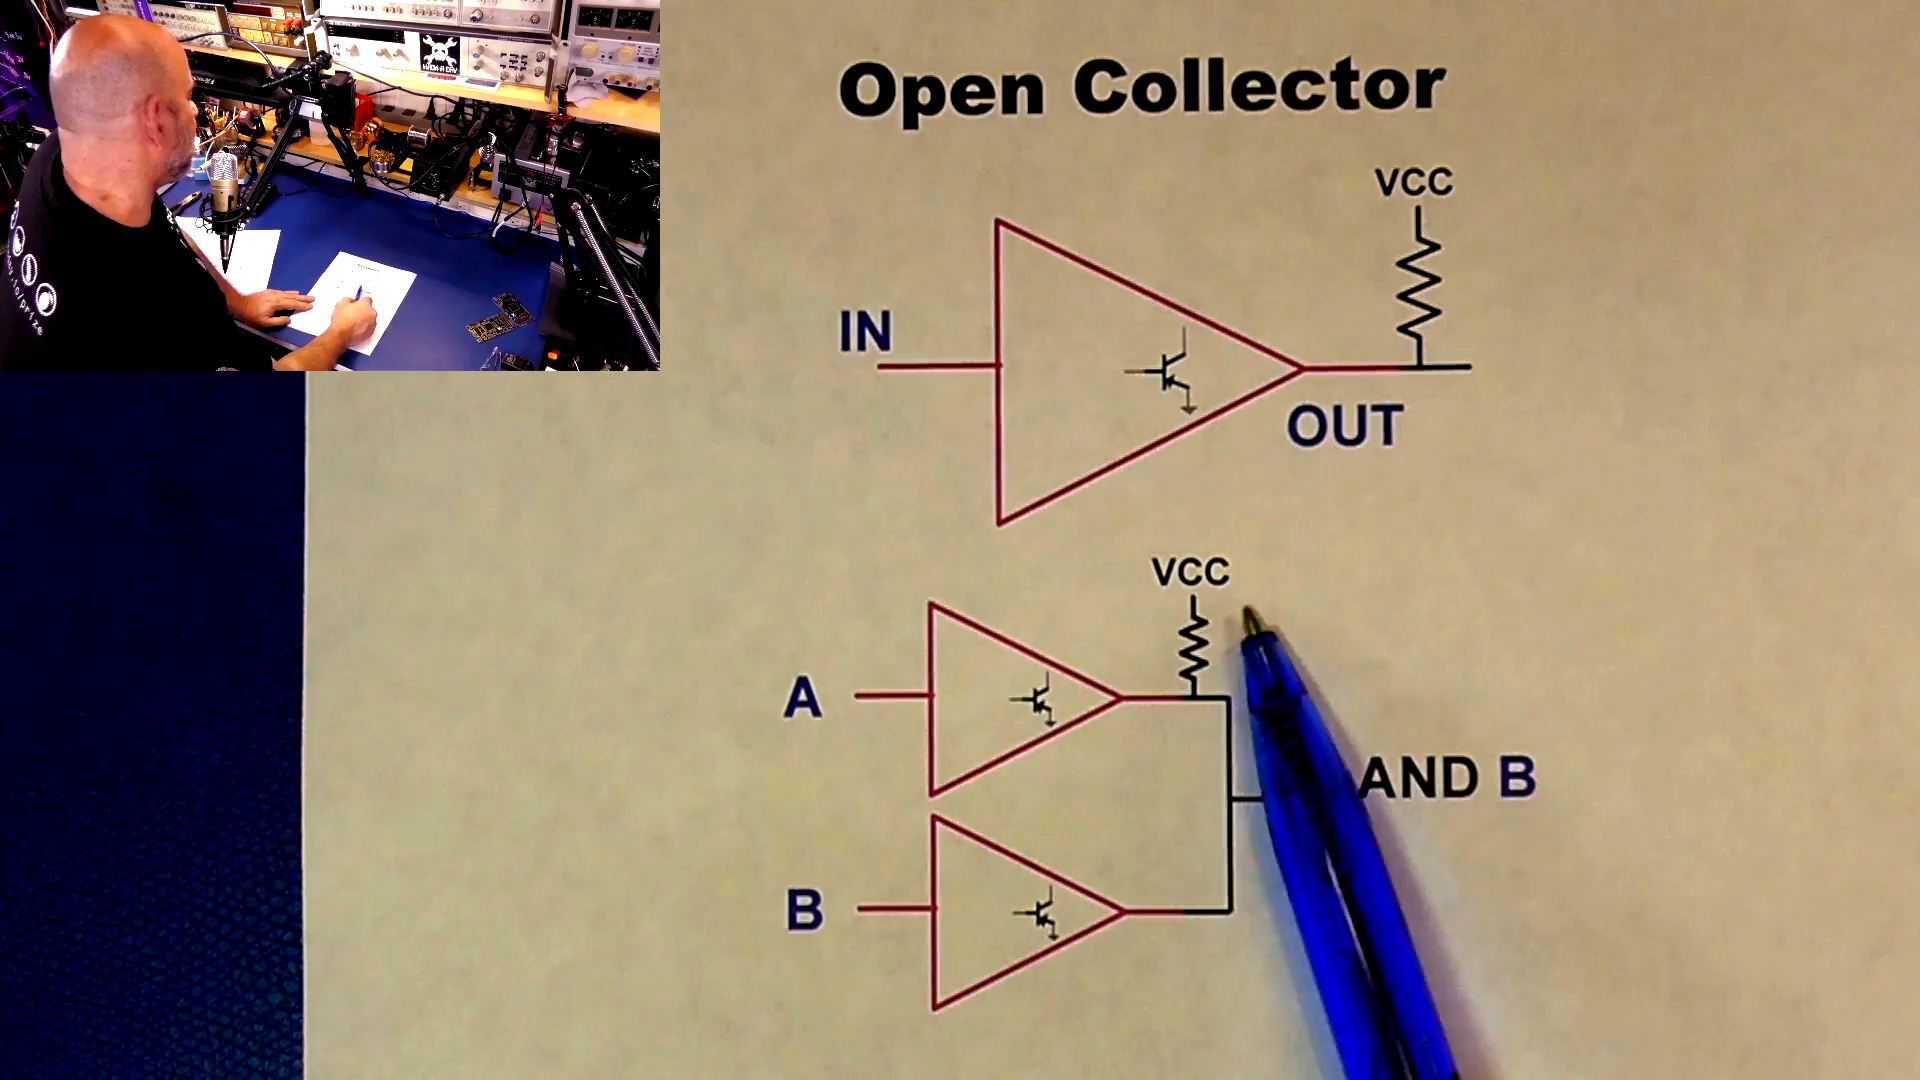 Open Collector
VCC
IN
OUT
VCC
A
AND B
B